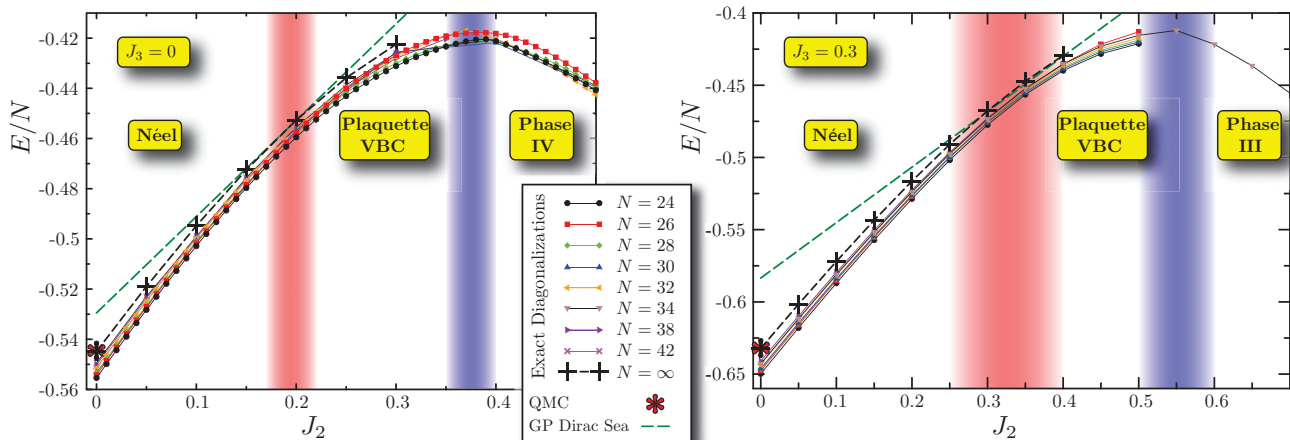 -0.42
-0.44
-0.46
-0.48
-0.5
-0.52
-0.54
-0.56
E/N
J₃ = 0
Néel
Plaquette
VBC
Phase
IV
0
0.1
0.2
0.3
0.4
J₂
Exact Diagonalizations
N = 24
N = 26
N = 28
N = 30
N = 32
N = 34
N = 38
N = 42
N = ∞
QMC
GP Dirac Sea
-0.4
-0.45
-0.5
-0.55
-0.6
-0.65
E/N
J₃ = 0.3
Néel
Plaquette
VBC
Phase
III
0
0.1
0.2
0.3
0.4
0.5
0.6
J₂